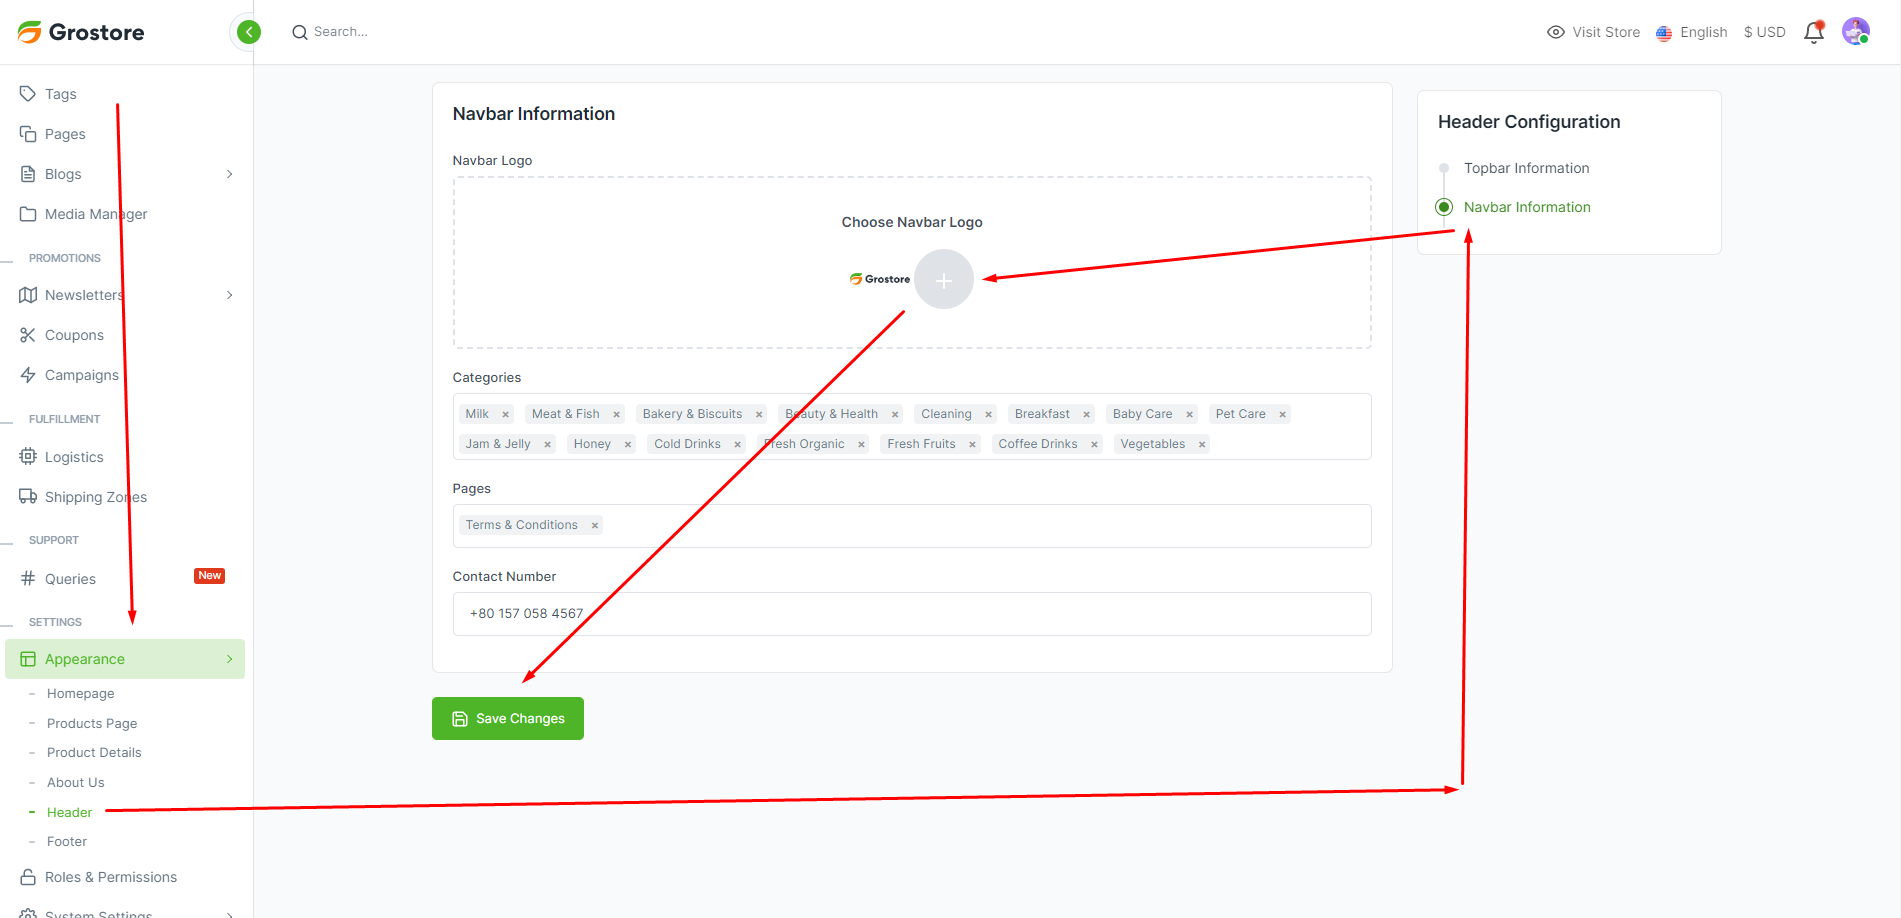 Grostore
Search...
Visit Store
English
$ USD
Tags
Pages
Blogs
Media Manager
PROMOTIONS
Newsletters
Coupons
Campaigns
FULFILLMENT
Logistics
Shipping Zones
SUPPORT
Queries New
SETTINGS
Appearance
Homepage
Products Page
Product Details
About Us
Header
Footer
Roles & Permissions
System Settings
Navbar Information
Navbar Logo
Choose Navbar Logo
Grostore
Categories
Milk × Meat & Fish × Bakery & Biscuits × Beauty & Health × Cleaning × Breakfast × Baby Care × Pet Care ×
Jam & Jelly × Honey × Cold Drinks × Fresh Organic × Fresh Fruits × Coffee Drinks × Vegetables ×
Pages
Terms & Conditions ×
Contact Number
+80 157 058 4567
Save Changes
Header Configuration
Topbar Information
Navbar Information